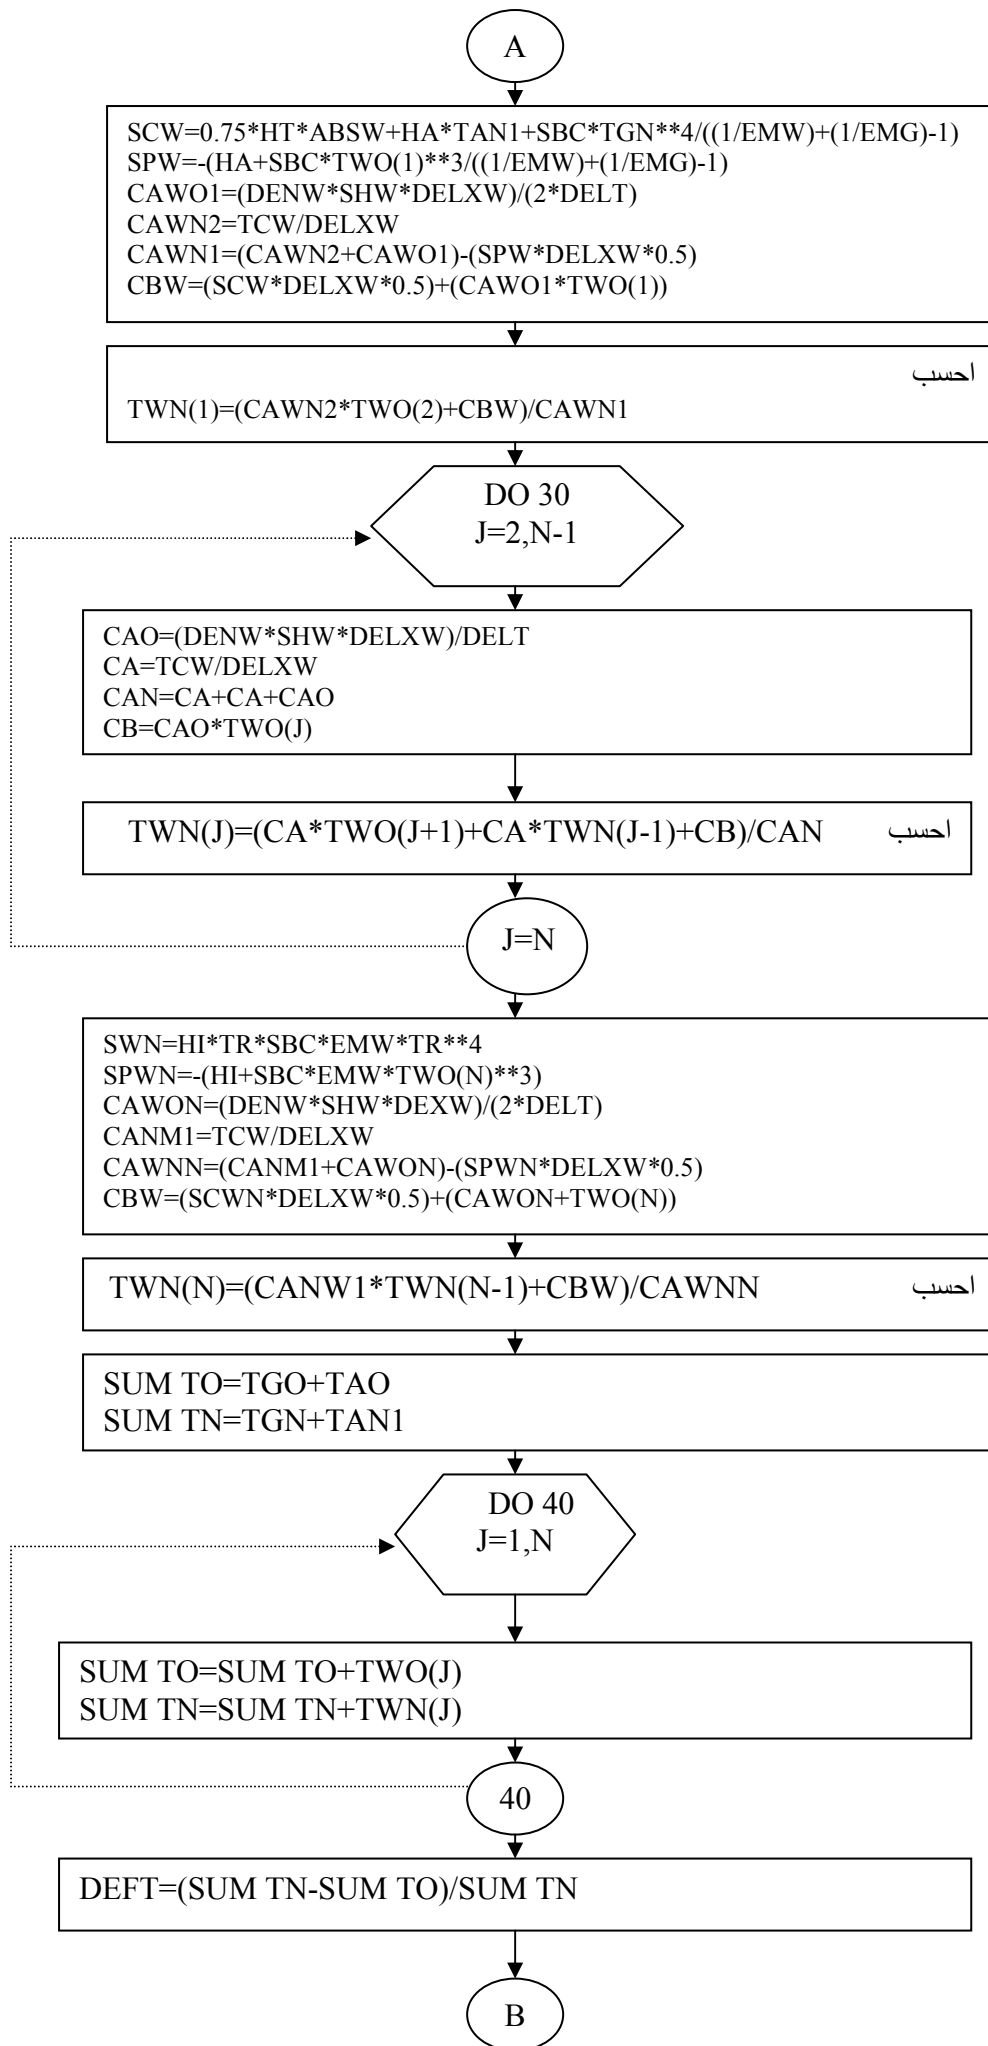 A
SCW=0.75*HT*ABSW+HA*TAN1+SBC*TGN**4/((1/EMW)+(1/EMG)-1)
SPW=-(HA+SBC*TWO(1)**3/((1/EMW)+(1/EMG)-1)
CAWO1=(DENW*SHW*DELXW)/(2*DELT)
CAWN2=TCW/DELXW
CAWN1=(CAWN2+CAWO1)-(SPW*DELXW*0.5)
CBW=(SCW*DELXW*0.5)+(CAWO1*TWO(1))
احسب
TWN(1)=(CAWN2*TWO(2)+CBW)/CAWN1
DO 30
J=2,N-1
CAO=(DENW*SHW*DELXW)/DELT
CA=TCW/DELXW
CAN=CA+CA+CAO
CB=CAO*TWO(J)
TWN(J)=(CA*TWO(J+1)+CA*TWN(J-1)+CB)/CAN احسب
J=N
SWN=HI*TR*SBC*EMW*TR**4
SPWN=-(HI+SBC*EMW*TWO(N)**3)
CAWON=(DENW*SHW*DEXW)/(2*DELT)
CANM1=TCW/DELXW
CAWNN=(CANM1+CAWON)-(SPWN*DELXW*0.5)
CBW=(SCWN*DELXW*0.5)+(CAWON+TWO(N))
TWN(N)=(CANW1*TWN(N-1)+CBW)/CAWNN احسب
SUM TO=TGO+TAO
SUM TN=TGN+TAN1
DO 40
J=1,N
SUM TO=SUM TO+TWO(J)
SUM TN=SUM TN+TWN(J)
40
DEFT=(SUM TN-SUM TO)/SUM TN
B